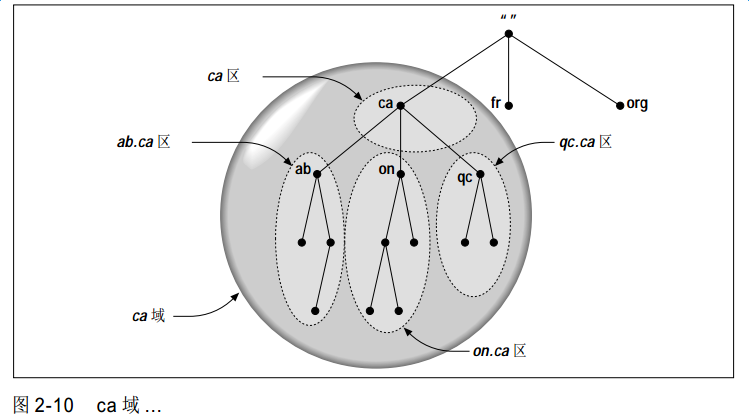 “ ”
ca 区
ca
fr
org
ab.ca 区
qc.ca 区
ab
on
qc
ca 域
on.ca 区
图 2-10 ca 域 ...